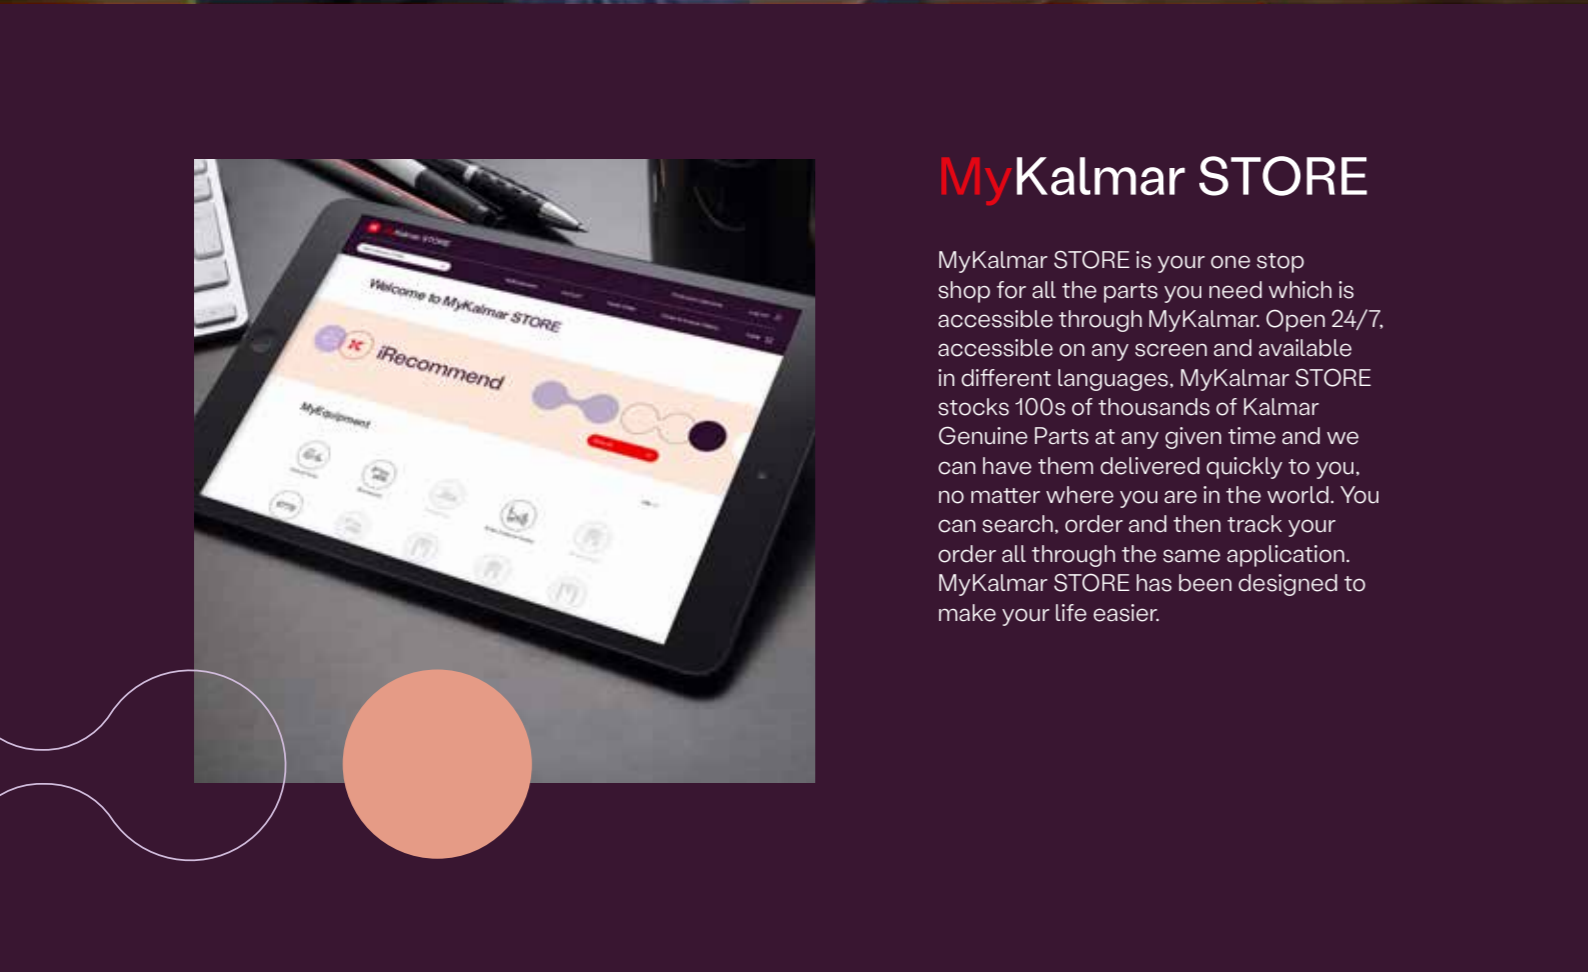 MyKalmar STORE
MyKalmar STORE is your one stop
shop for all the parts you need which is
accessible through MyKalmar. Open 24/7,
accessible on any screen and available
in different languages, MyKalmar STORE
stocks 100s of thousands of Kalmar
Genuine Parts at any given time and we
can have them delivered quickly to you,
no matter where you are in the world. You
can search, order and then track your
order all through the same application.
MyKalmar STORE has been designed to
make your life easier.
MyKalmar STORE
Welcome to MyKalmar STORE
iRecommend
MyEquipment